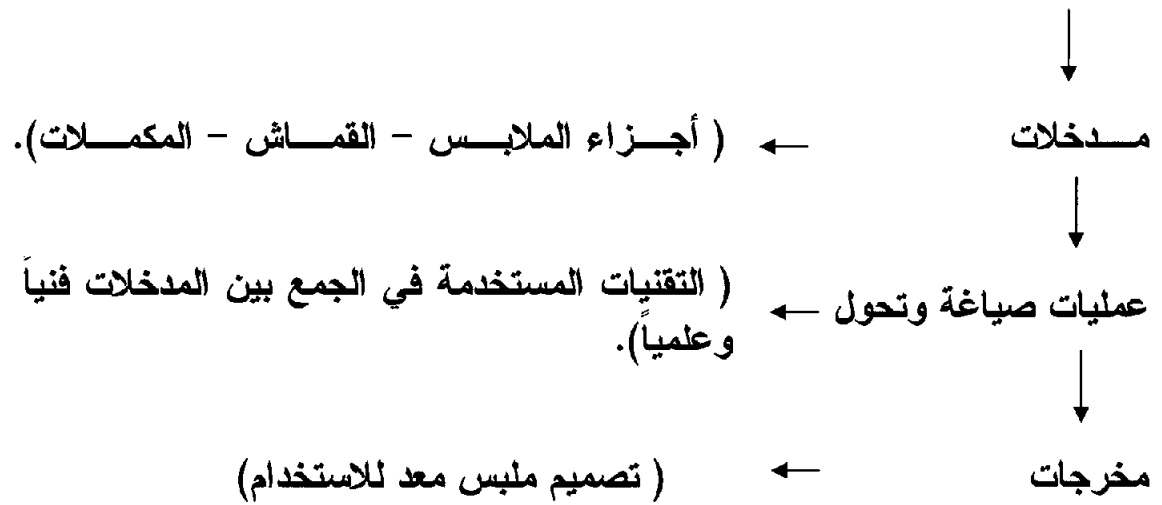 مدخلات ← ( أجزاء الملابس – القماش – المكملات).
عمليات صياغة وتحول ← ( التقنيات المستخدمة في الجمع بين المدخلات فنياً
وعلمياً).
مخرجات ← ( تصميم ملبس معد للاستخدام)